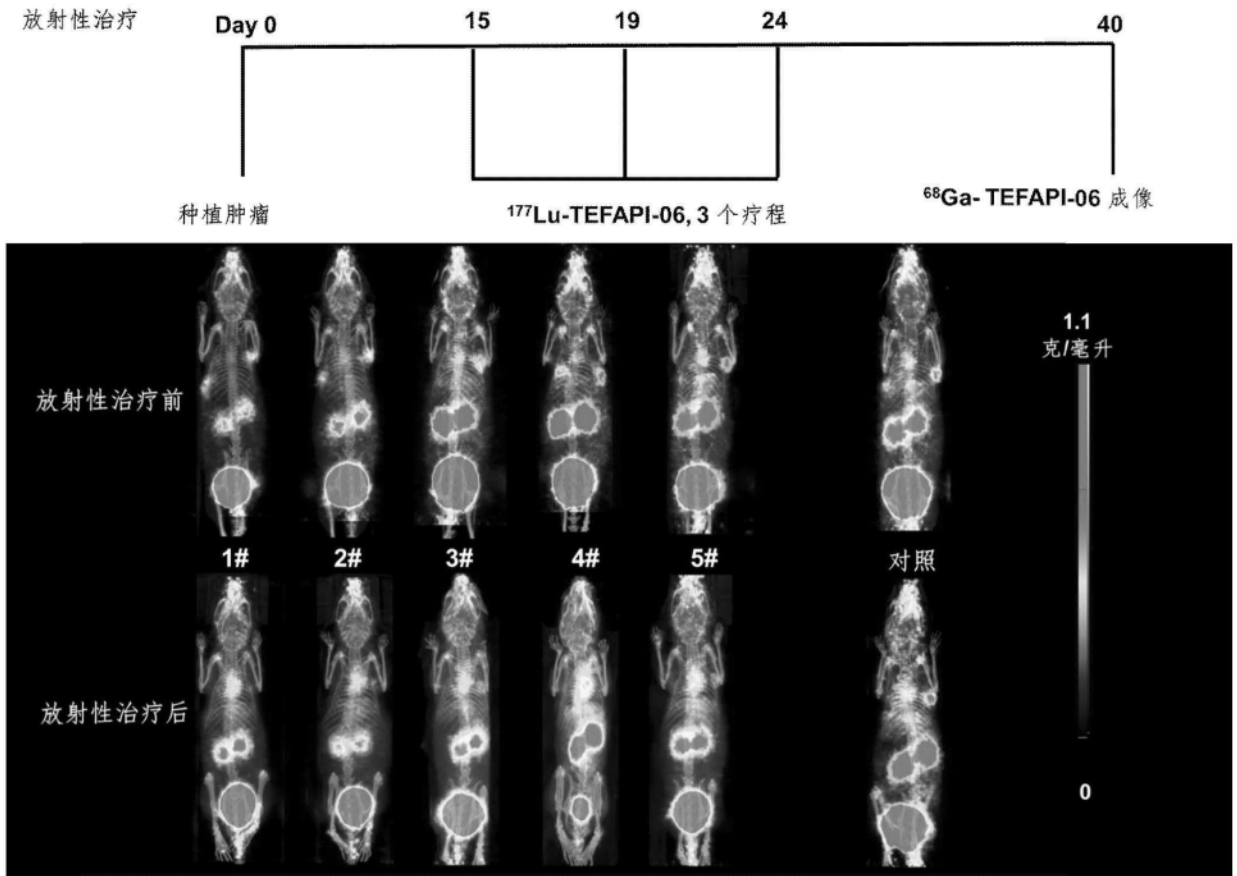 放射性治疗
Day 0 15 19 24 40
种植肿瘤
¹⁷⁷Lu-TEFAPI-06, 3 个疗程
⁶⁸Ga- TEFAPI-06 成像
放射性治疗前
1.1
克/毫升
1# 2# 3# 4# 5# 对照
放射性治疗后
0